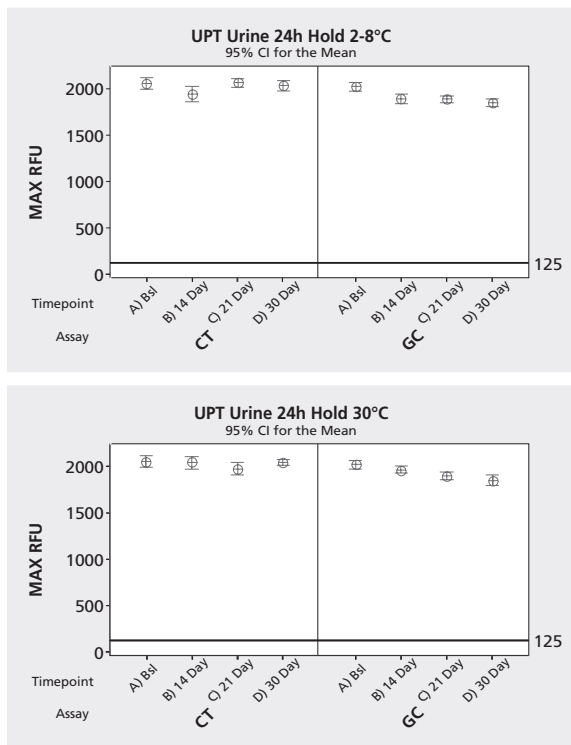 UPT Urine 24h Hold 2-8°C
95% CI for the Mean
MAX RFU
2000
1500
1000
500
0
125
Timepoint
A) Bsl
B) 14 Day
C) 21 Day
D) 30 Day
A) Bsl
B) 14 Day
C) 21 Day
D) 30 Day
Assay
CT
GC
UPT Urine 24h Hold 30°C
95% CI for the Mean
MAX RFU
2000
1500
1000
500
0
125
Timepoint
A) Bsl
B) 14 Day
C) 21 Day
D) 30 Day
A) Bsl
B) 14 Day
C) 21 Day
D) 30 Day
Assay
CT
GC